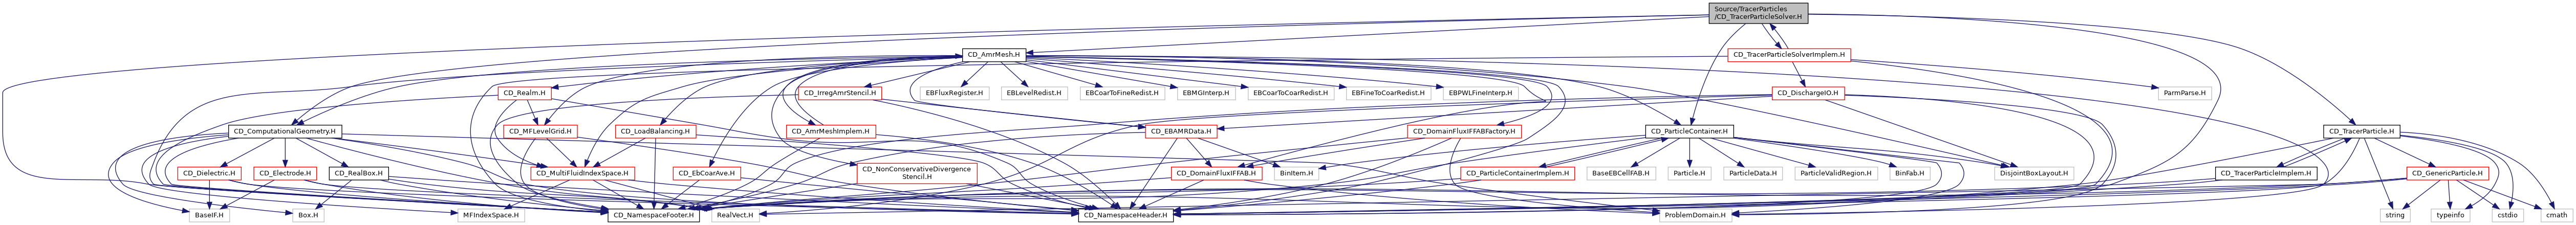 Source/TracerParticles
/CD_TracerParticleSolver.H
CD_AmrMesh.H
CD_TracerParticleSolverImplem.H
CD_Realm.H
CD_IrregAmrStencil.H
EBFluxRegister.H
EBLevelRedist.H
EBCoarToFineRedist.H
EBMGInterp.H
EBCoarToCoarRedist.H
EBFineToCoarRedist.H
EBPWLFineInterp.H
CD_DischargeIO.H
ParmParse.H
CD_ComputationalGeometry.H
CD_MFLevelGrid.H
CD_LoadBalancing.H
CD_AmrMeshImplem.H
CD_EBAMRData.H
CD_DomainFluxIFFABFactory.H
CD_ParticleContainer.H
CD_TracerParticle.H
CD_Dielectric.H
CD_Electrode.H
CD_RealBox.H
CD_MultiFluidIndexSpace.H
CD_EbCoarAve.H
CD_NonConservativeDivergence
Stencil.H
CD_DomainFluxIFFAB.H
BinItem.H
CD_ParticleContainerImplem.H
BaseEBCellFAB.H
Particle.H
ParticleData.H
ParticleValidRegion.H
BinFab.H
DisjointBoxLayout.H
CD_TracerParticleImplem.H
CD_GenericParticle.H
BaseIF.H
Box.H
MFIndexSpace.H
CD_NamespaceFooter.H
RealVect.H
CD_NamespaceHeader.H
ProblemDomain.H
string
typeinfo
cstdio
cmath